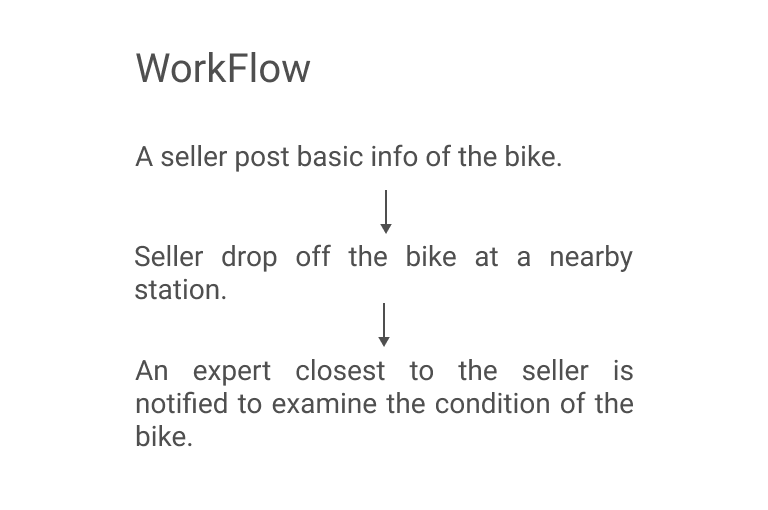 WorkFlow
A seller post basic info of the bike.
Seller drop off the bike at a nearby
station.
An expert closest to the seller is
notified to examine the condition of the
bike.